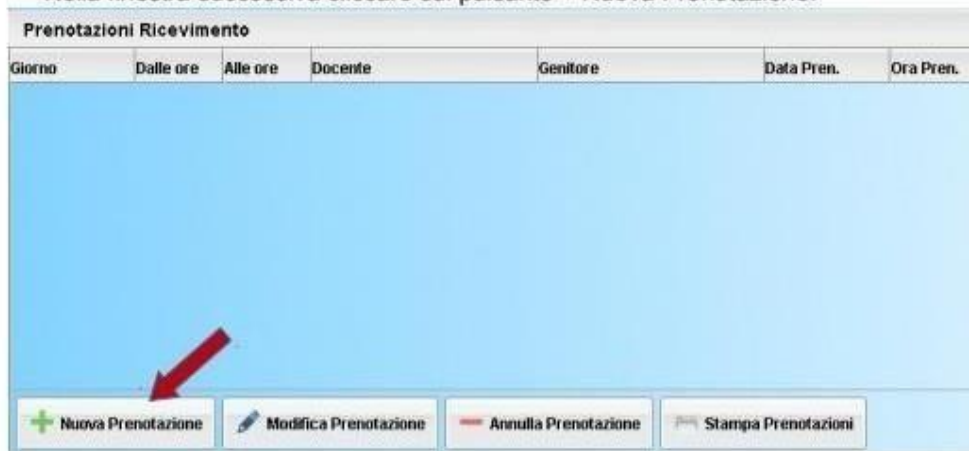 Prenotazioni Ricevimento
Giorno Dalle ore Alle ore Docente Genitore Data Pren. Ora Pren.
Nuova Prenotazione Modifica Prenotazione Annulla Prenotazione Stampa Prenotazioni